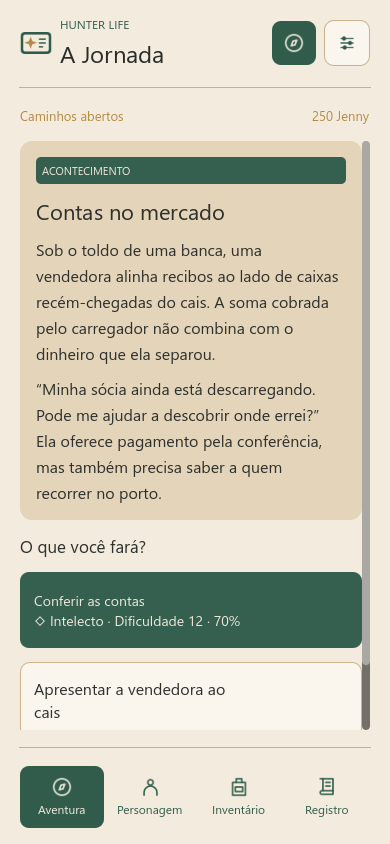 HUNTER LIFE
A Jornada
Caminhos abertos
250 Jenny
ACONTECIMENTO
Contas no mercado
Sob o toldo de uma banca, uma
vendedora alinha recibos ao lado de caixas
recém-chegadas do cais. A soma cobrada
pelo carregador não combina com o
dinheiro que ela separou.
“Minha sócia ainda está descarregando.
Pode me ajudar a descobrir onde errei?”
Ela oferece pagamento pela conferência,
mas também precisa saber a quem
recorrer no porto.
O que você fará?
Conferir as contas
◇ Intelecto · Dificuldade 12 · 70%
Apresentar a vendedora ao
cais
Aventura
Personagem
Inventário
Registro